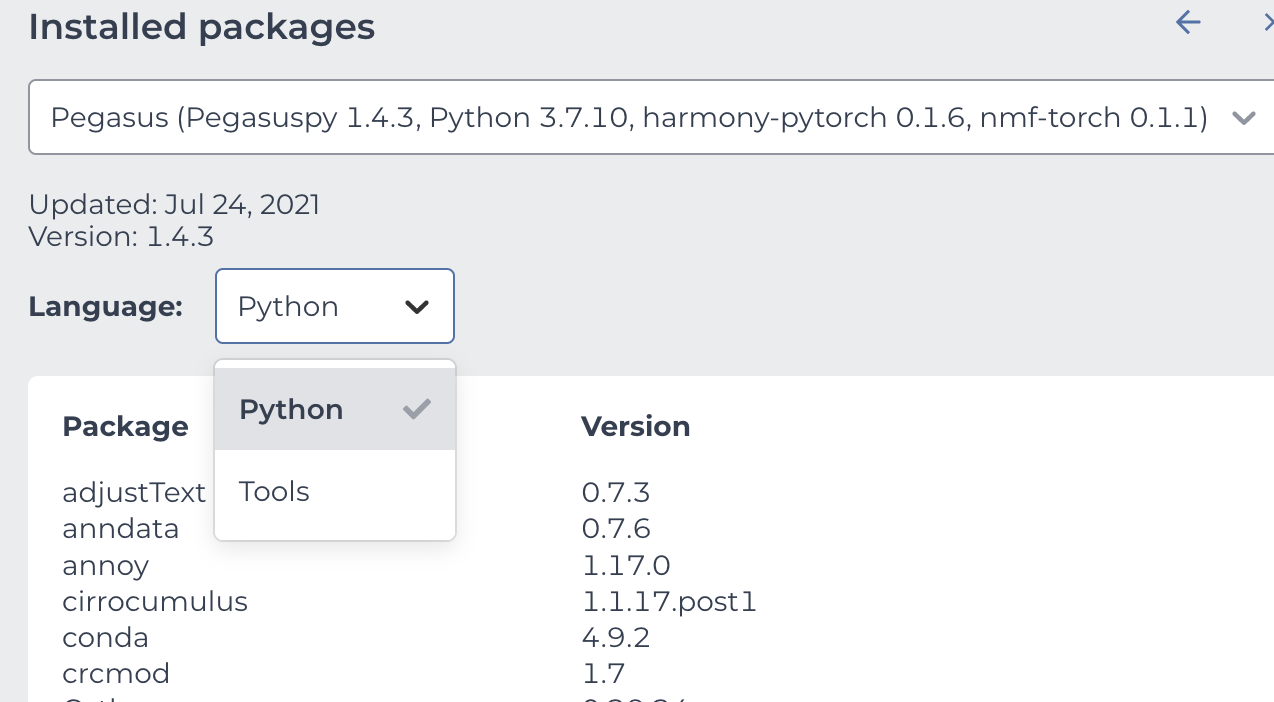 Installed packages
Pegasus (Pegasuspy 1.4.3, Python 3.7.10, harmony-pytorch 0.1.6, nmf-torch 0.1.1)
Updated: Jul 24, 2021
Version: 1.4.3
Language: Python
Python
Tools
Package Version
adjustText 0.7.3
anndata 0.7.6
annoy 1.17.0
cirrocumulus 1.1.17.post1
conda 4.9.2
crcmod 1.7